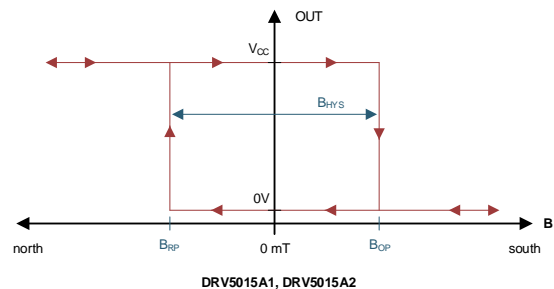 OUT
VCC
BHYS
0V
B
north
BRP
0 mT
BOP
south
DRV5015A1, DRV5015A2